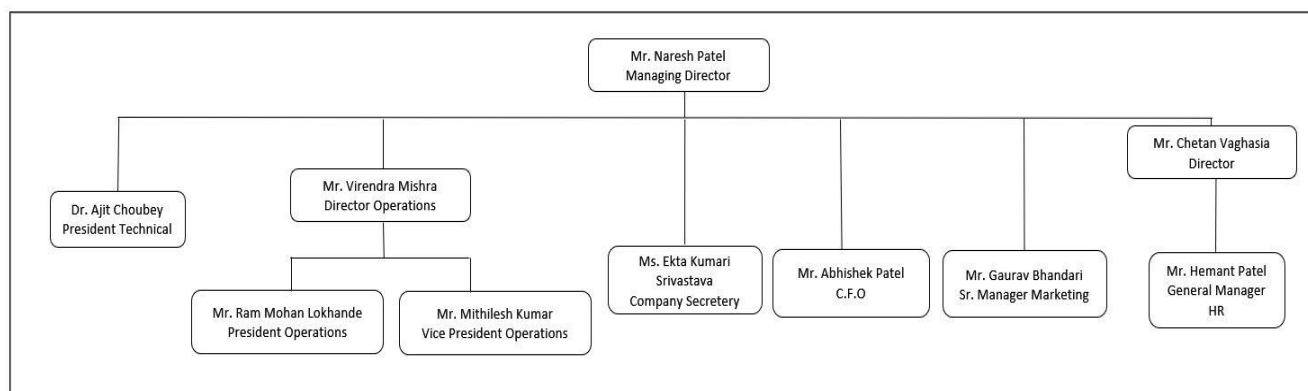 Mr. Naresh Patel
Managing Director
Mr. Chetan Vaghasia
Director
Mr. Virendra Mishra
Director Operations
Dr. Ajit Choubey
President Technical
Ms. Ekta Kumari
Srivastava
Company Secretery
Mr. Abhishek Patel
C.F.O
Mr. Gaurav Bhandari
Sr. Manager Marketing
Mr. Hemant Patel
General Manager
HR
Mr. Ram Mohan Lokhande
President Operations
Mr. Mithilesh Kumar
Vice President Operations